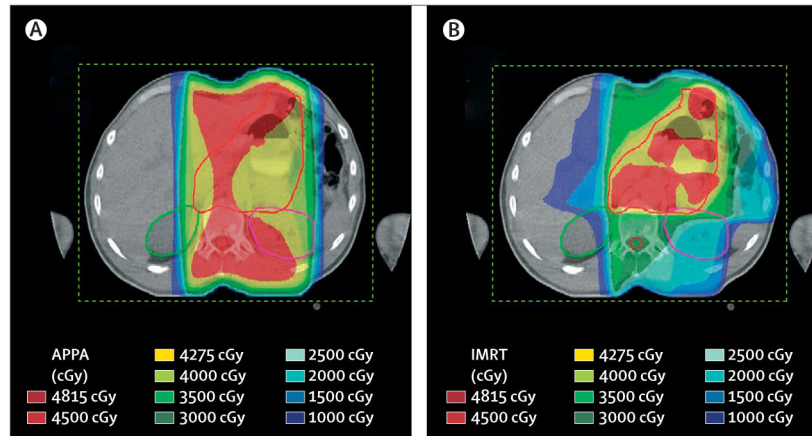 A
APPA
(cGy)
4815 cGy
4500 cGy
4275 cGy
4000 cGy
3500 cGy
3000 cGy
2500 cGy
2000 cGy
1500 cGy
1000 cGy
B
IMRT
(cGy)
4815 cGy
4500 cGy
4275 cGy
4000 cGy
3500 cGy
3000 cGy
2500 cGy
2000 cGy
1500 cGy
1000 cGy